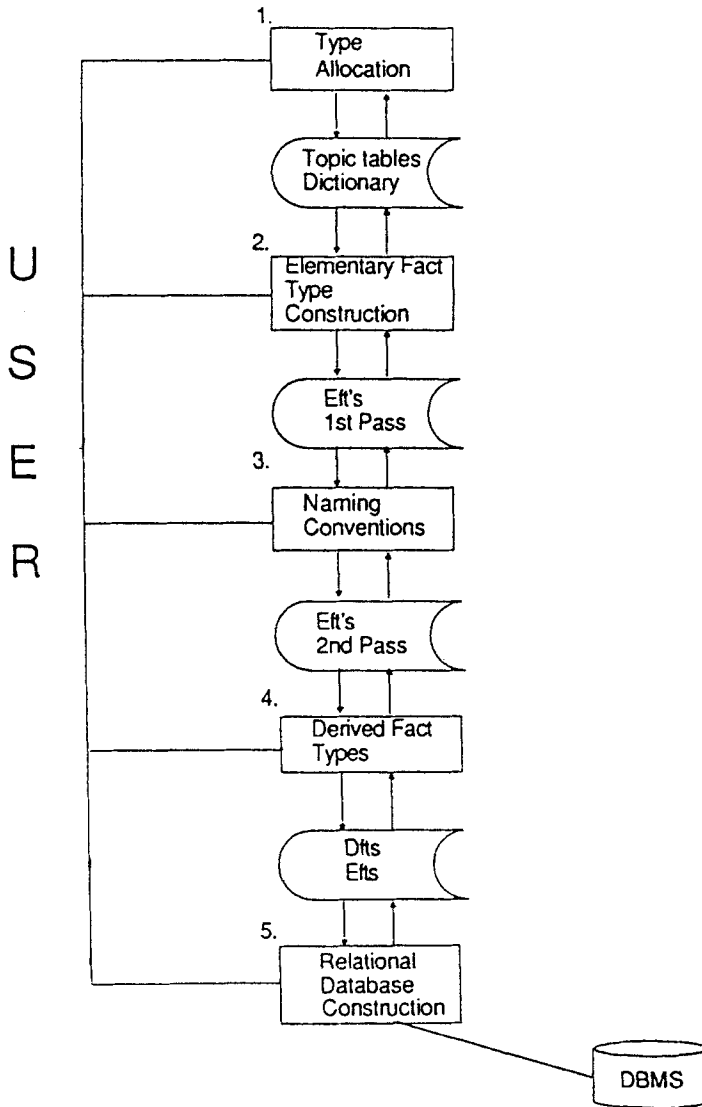 1.
Type
Allocation
Topic tables
Dictionary
2.
Elementary Fact
Type
Construction
Eft's
1st Pass
3.
Naming
Conventions
Eft's
2nd Pass
4.
Derived Fact
Types
Dfts
Efts
5.
Relational
Database
Construction
DBMS
U
S
E
R